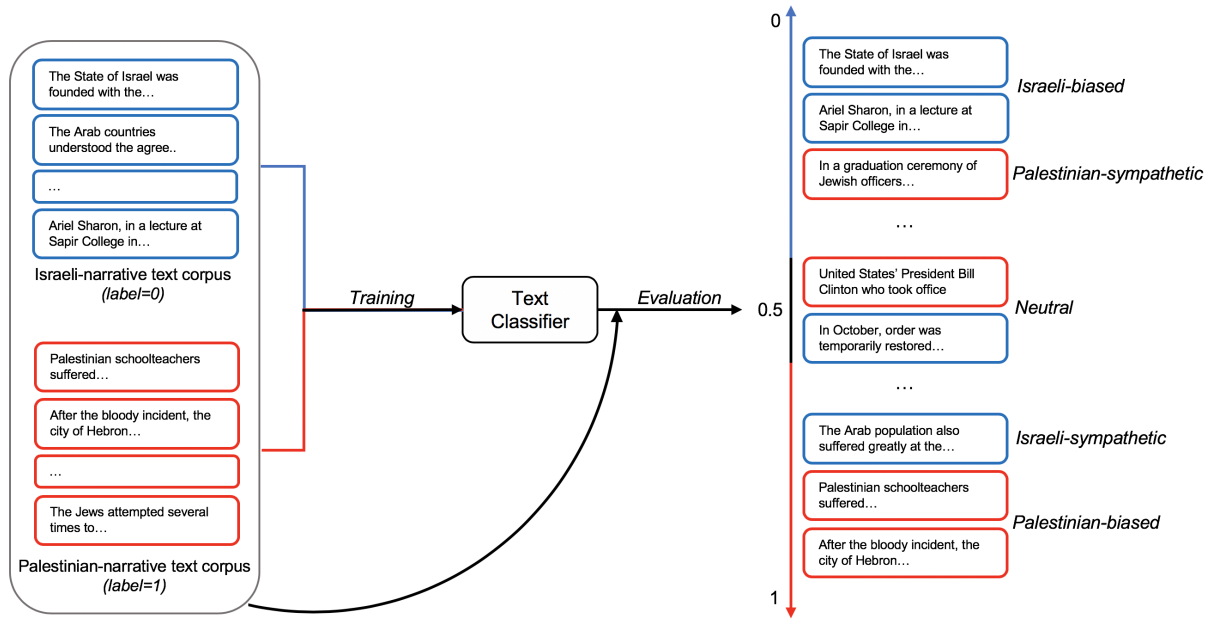 The State of Israel was
founded with the…
The Arab countries
understood the agree..
…
Ariel Sharon, in a lecture at
Sapir College in…
Israeli-narrative text corpus
(label=0)
Palestinian schoolteachers
suffered…
After the bloody incident, the
city of Hebron…
…
The Jews attempted several
times to…
Palestinian-narrative text corpus
(label=1)
Training
Text
Classifier
Evaluation
0
The State of Israel was
founded with the…
Ariel Sharon, in a lecture at
Sapir College in…
Israeli-biased
In a graduation ceremony of
Jewish officers…
Palestinian-sympathetic
…
0.5
United States’ President Bill
Clinton who took office
In October, order was
temporarily restored…
Neutral
…
The Arab population also
suffered greatly at the…
Israeli-sympathetic
Palestinian schoolteachers
suffered…
After the bloody incident, the
city of Hebron…
Palestinian-biased
1